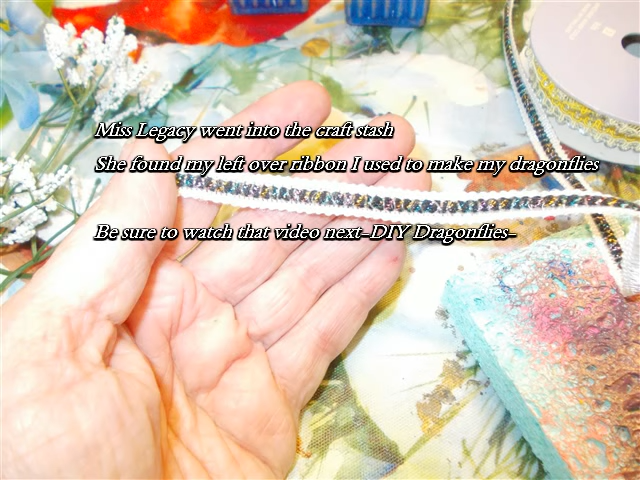 Miss Legacy went into the craft stash
She found my left over ribbon I used to make my dragonflies
Be sure to watch that video next-DIY Dragonflies-